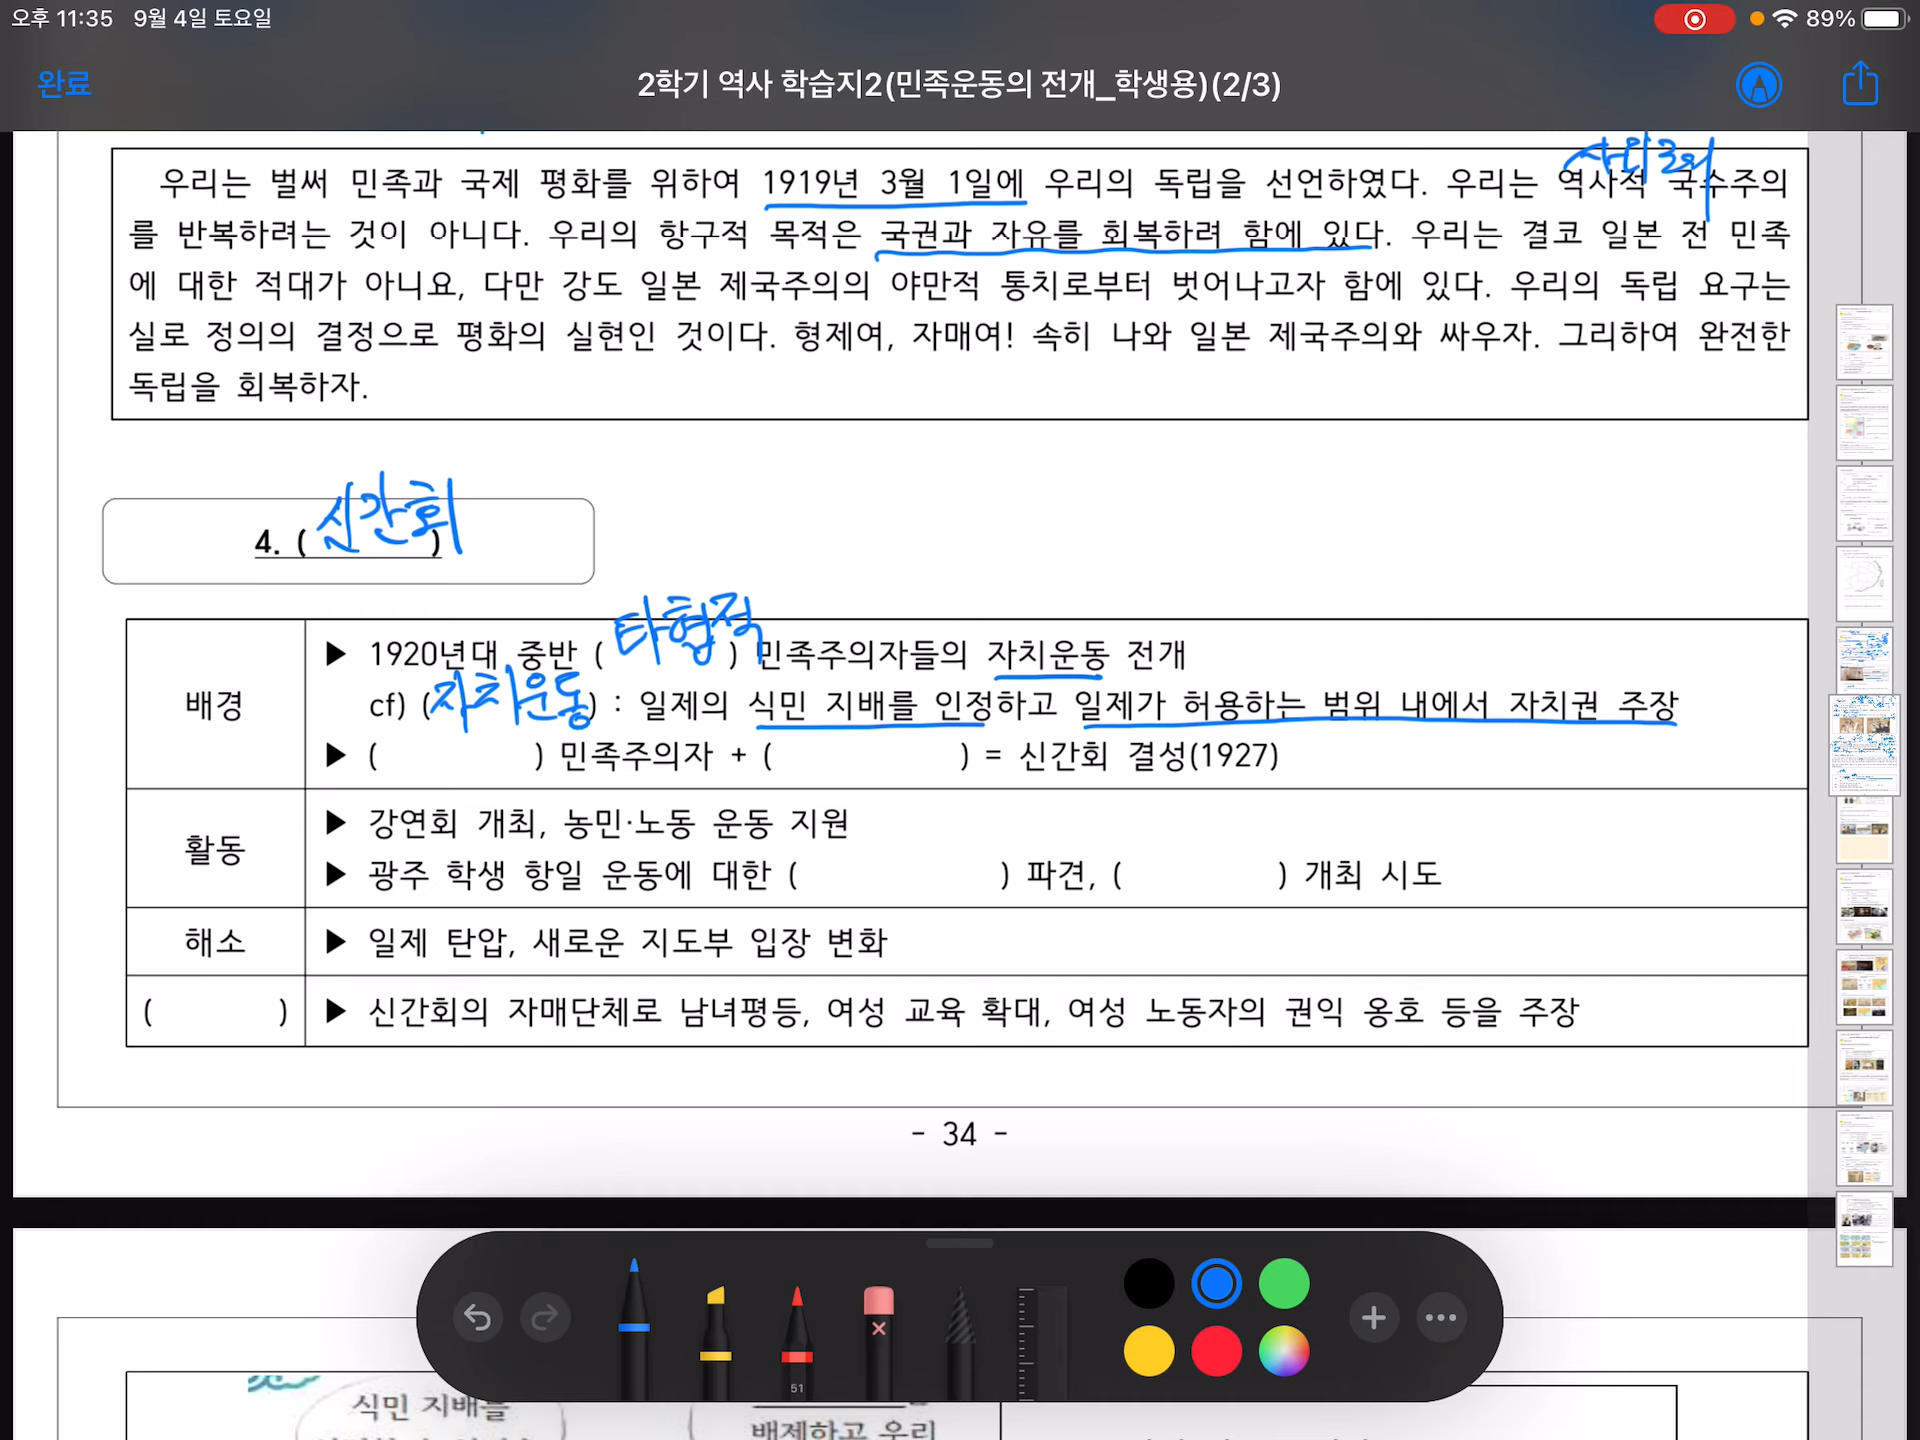 오후 11:35 9월 4일 토요일
89%
완료
2학기 역사 학습지2(민족운동의 전개_학생용)(2/3)
우리는 벌써 민족과 국제 평화를 위하여 1919년 3월 1일에 우리의 독립을 선언하였다. 우리는 역사적 국수주의
를 반복하려는 것이 아니다. 우리의 항구적 목적은 국권과 자유를 회복하려 함에 있다. 우리는 결코 일본 전 민족
에 대한 적대가 아니요, 다만 강도 일본 제국주의의 야만적 통치로부터 벗어나고자 함에 있다. 우리의 독립 요구는
실로 정의의 결정으로 평화의 실현인 것이다. 형제여, 자매여! 속히 나와 일본 제국주의와 싸우자. 그리하여 완전한
독립을 회복하자.
4. ( 신간회 )
배경
▶ 1920년대 중반 ( 타협적 ) 민족주의자들의 자치운동 전개
cf) ( 자치운동 ) : 일제의 식민 지배를 인정하고 일제가 허용하는 범위 내에서 자치권 주장
▶ ( ) 민족주의자 + ( ) = 신간회 결성(1927)
활동
▶ 강연회 개최, 농민·노동 운동 지원
▶ 광주 학생 항일 운동에 대한 ( ) 파견, ( ) 개최 시도
해소
▶ 일제 탄압, 새로운 지도부 입장 변화
( )
▶ 신간회의 자매단체로 남녀평등, 여성 교육 확대, 여성 노동자의 권익 옹호 등을 주장
- 34 -
51
식민 지배를
배제하고 우리